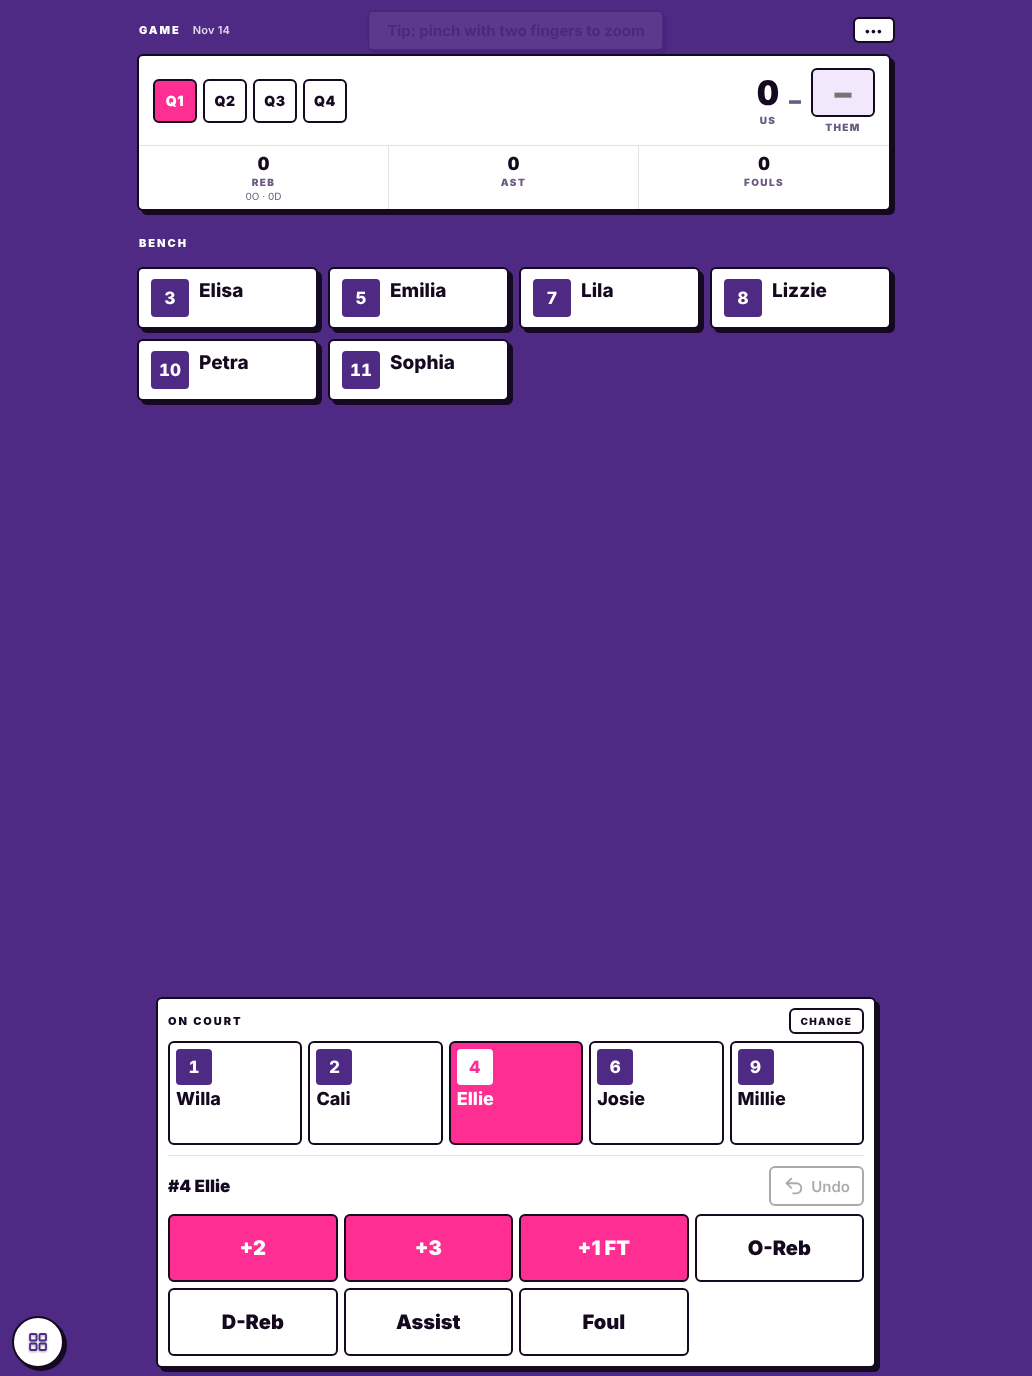 GAME Nov 14
Tip: pinch with two fingers to zoom
...
Q1 Q2 Q3 Q4
0 – –
US THEM
0 0 0
REB AST FOULS
0O · 0D
BENCH
3 Elisa
5 Emilia
7 Lila
8 Lizzie
10 Petra
11 Sophia
ON COURT CHANGE
1 Willa
2 Cali
4 Ellie
6 Josie
9 Millie
#4 Ellie Undo
+2 +3 +1 FT O-Reb
D-Reb Assist Foul